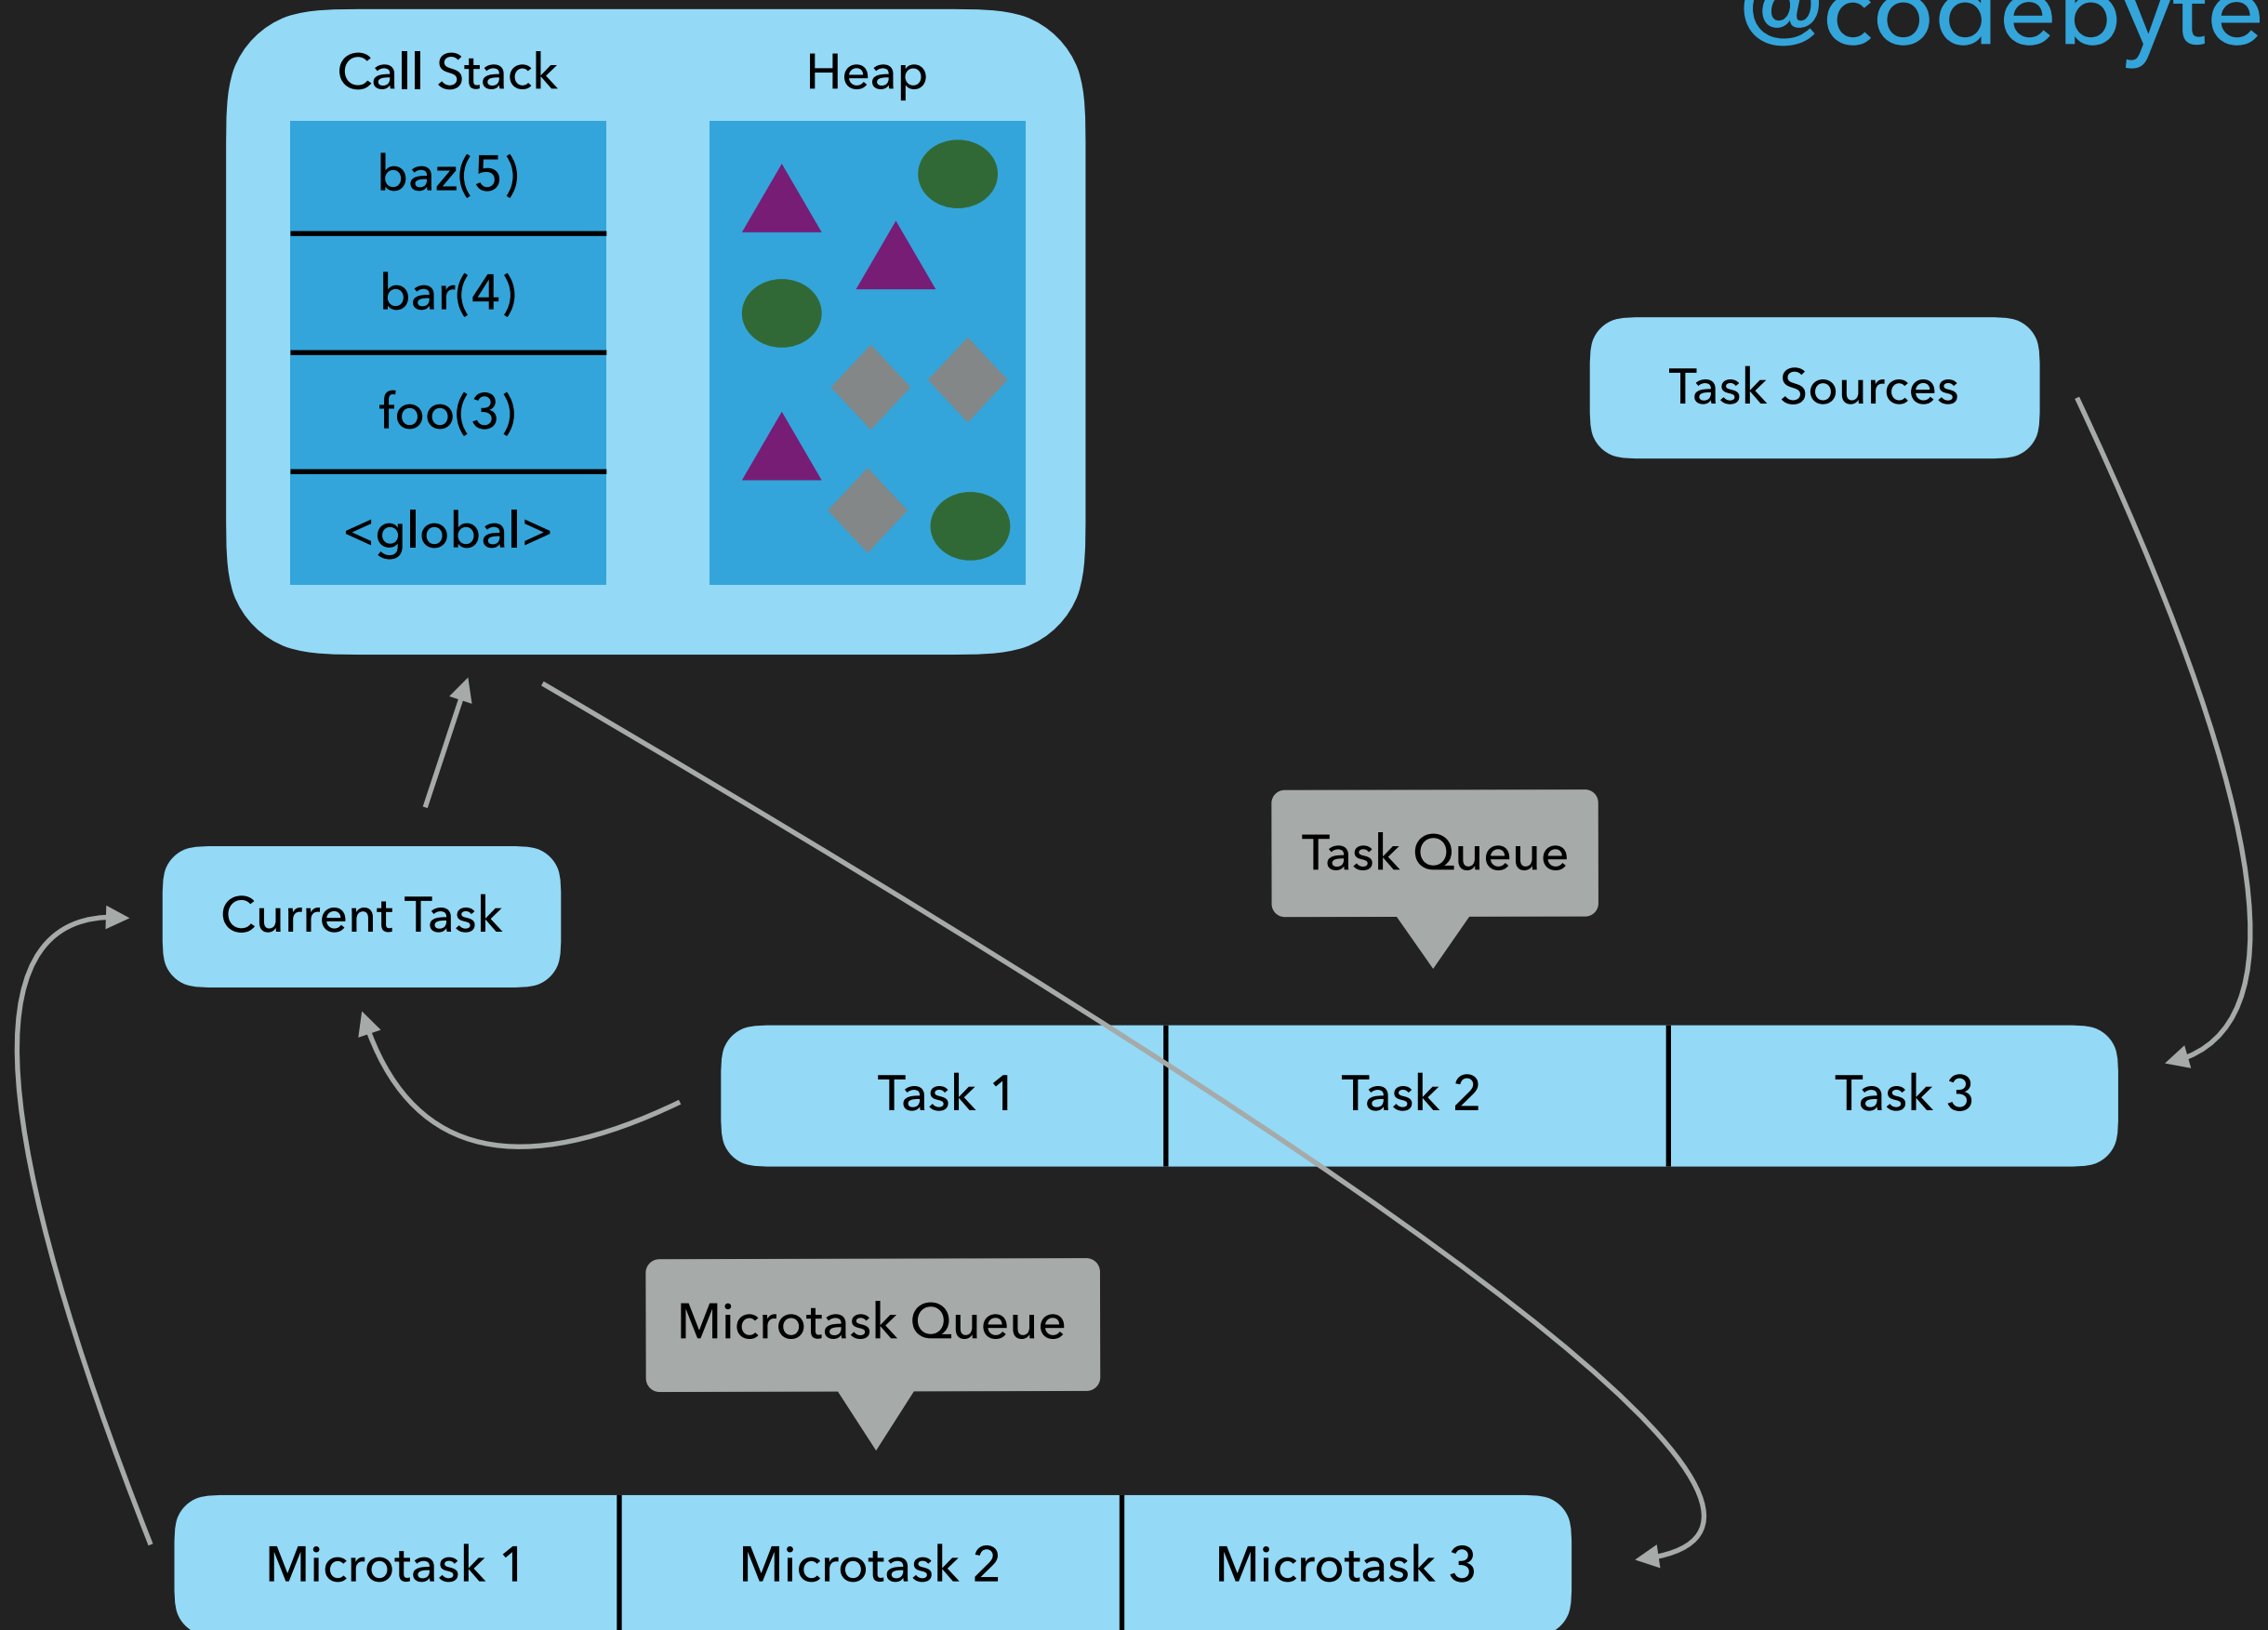 @codebyte
Call Stack
Heap
baz(5)
bar(4)
foo(3)
<global>
Task Sources
Task Queue
Current Task
Task 1
Task 2
Task 3
Microtask Queue
Microtask 1
Microtask 2
Microtask 3